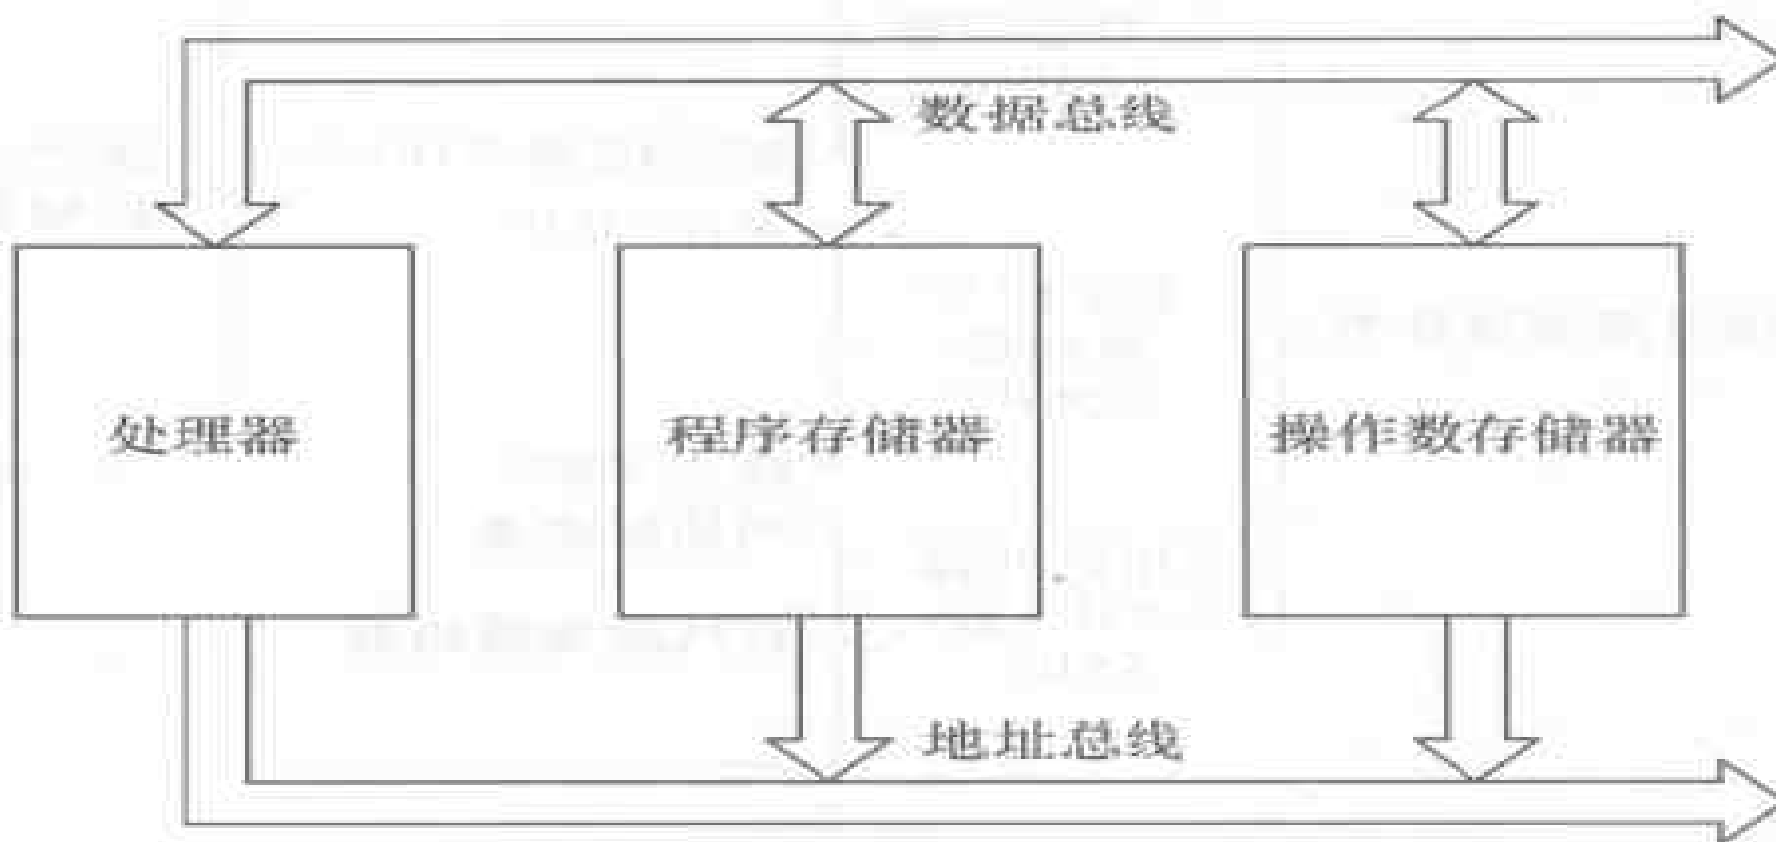 数据总线
处理器
程序存储器
操作数存储器
地址总线